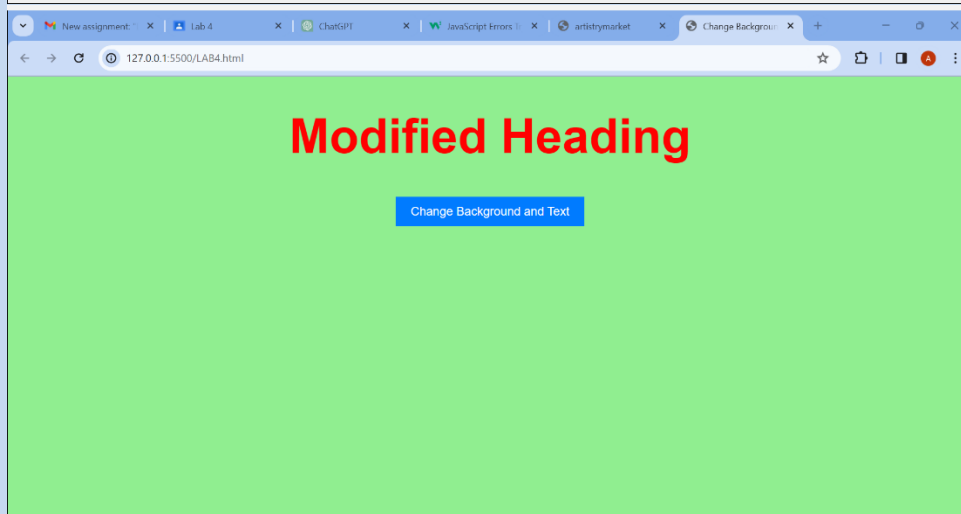 New assignment: "
Lab 4
ChatGPT
JavaScript Errors
artistrymarket
Change Backgroun
127.0.0.1:5500/LAB4.html
A
Modified Heading
Change Background and Text